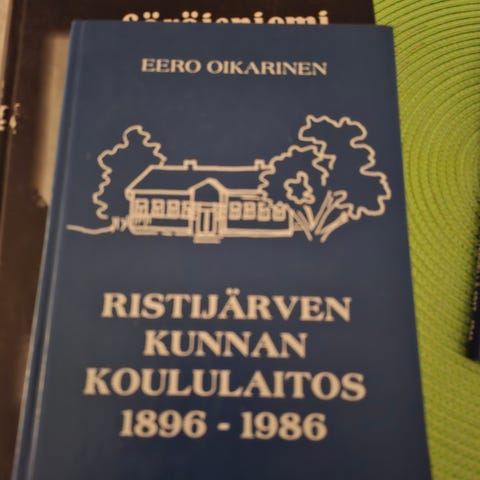 EERO OIKARINEN
RISTIJÄRVEN
KUNNAN
KOULULAITOS
1896 - 1986